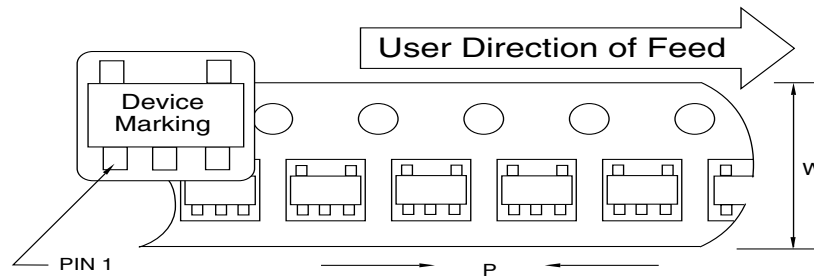 User Direction of Feed
Device
Marking
W
PIN 1
P